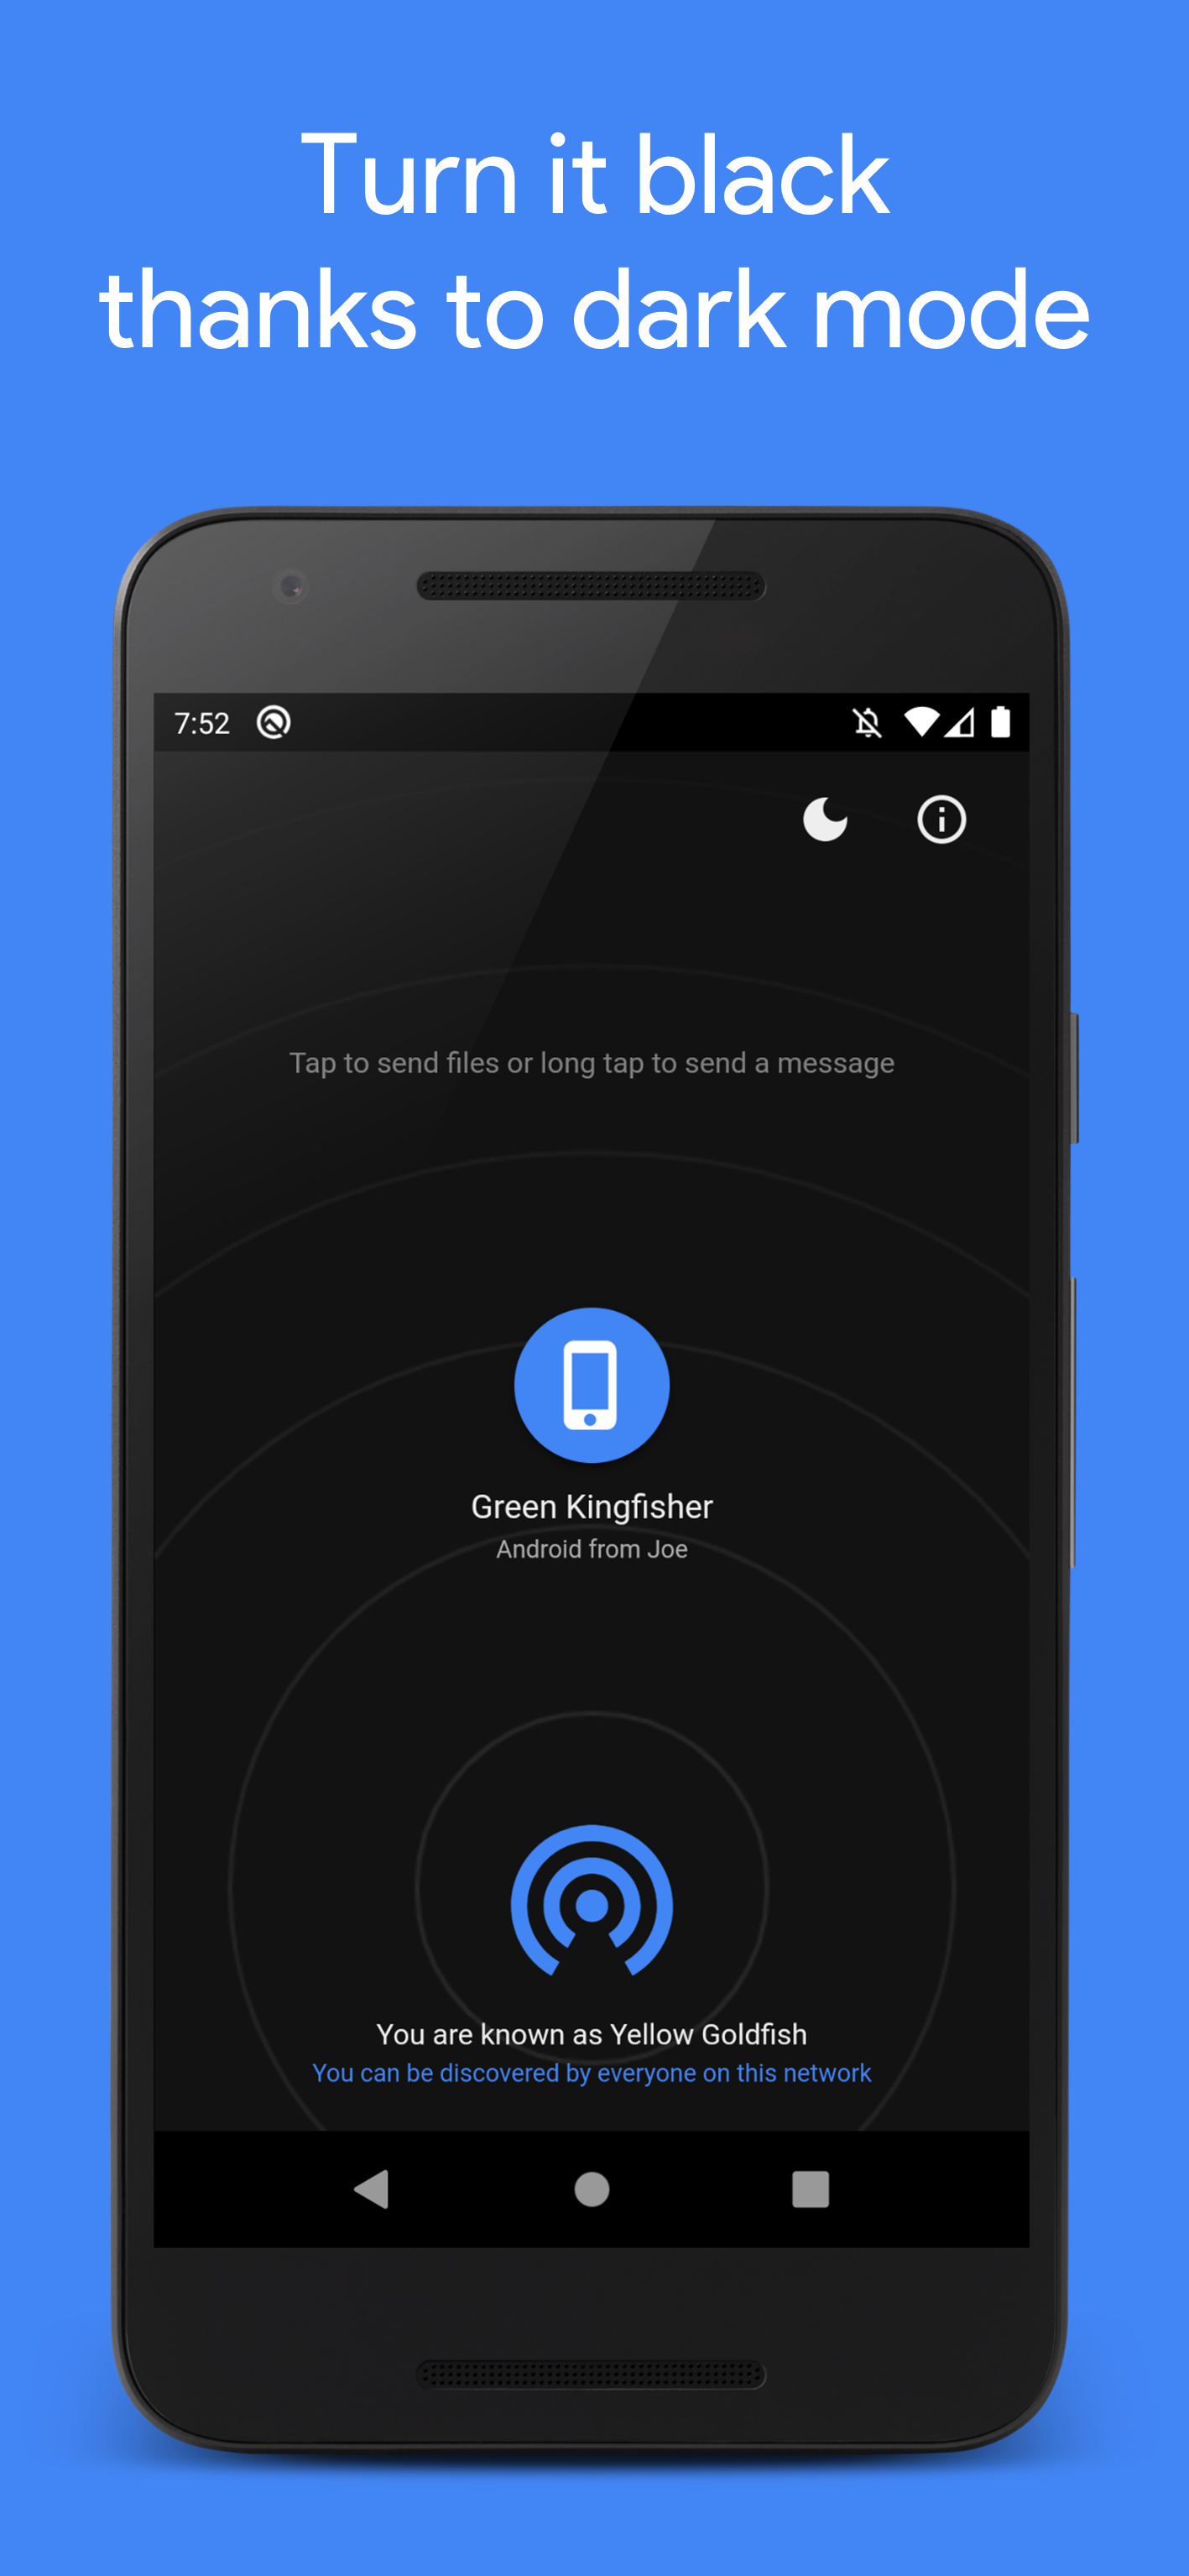 Turn it black
thanks to dark mode
7:52
Tap to send files or long tap to send a message
Green Kingfisher
Android from Joe
You are known as Yellow Goldfish
You can be discovered by everyone on this network